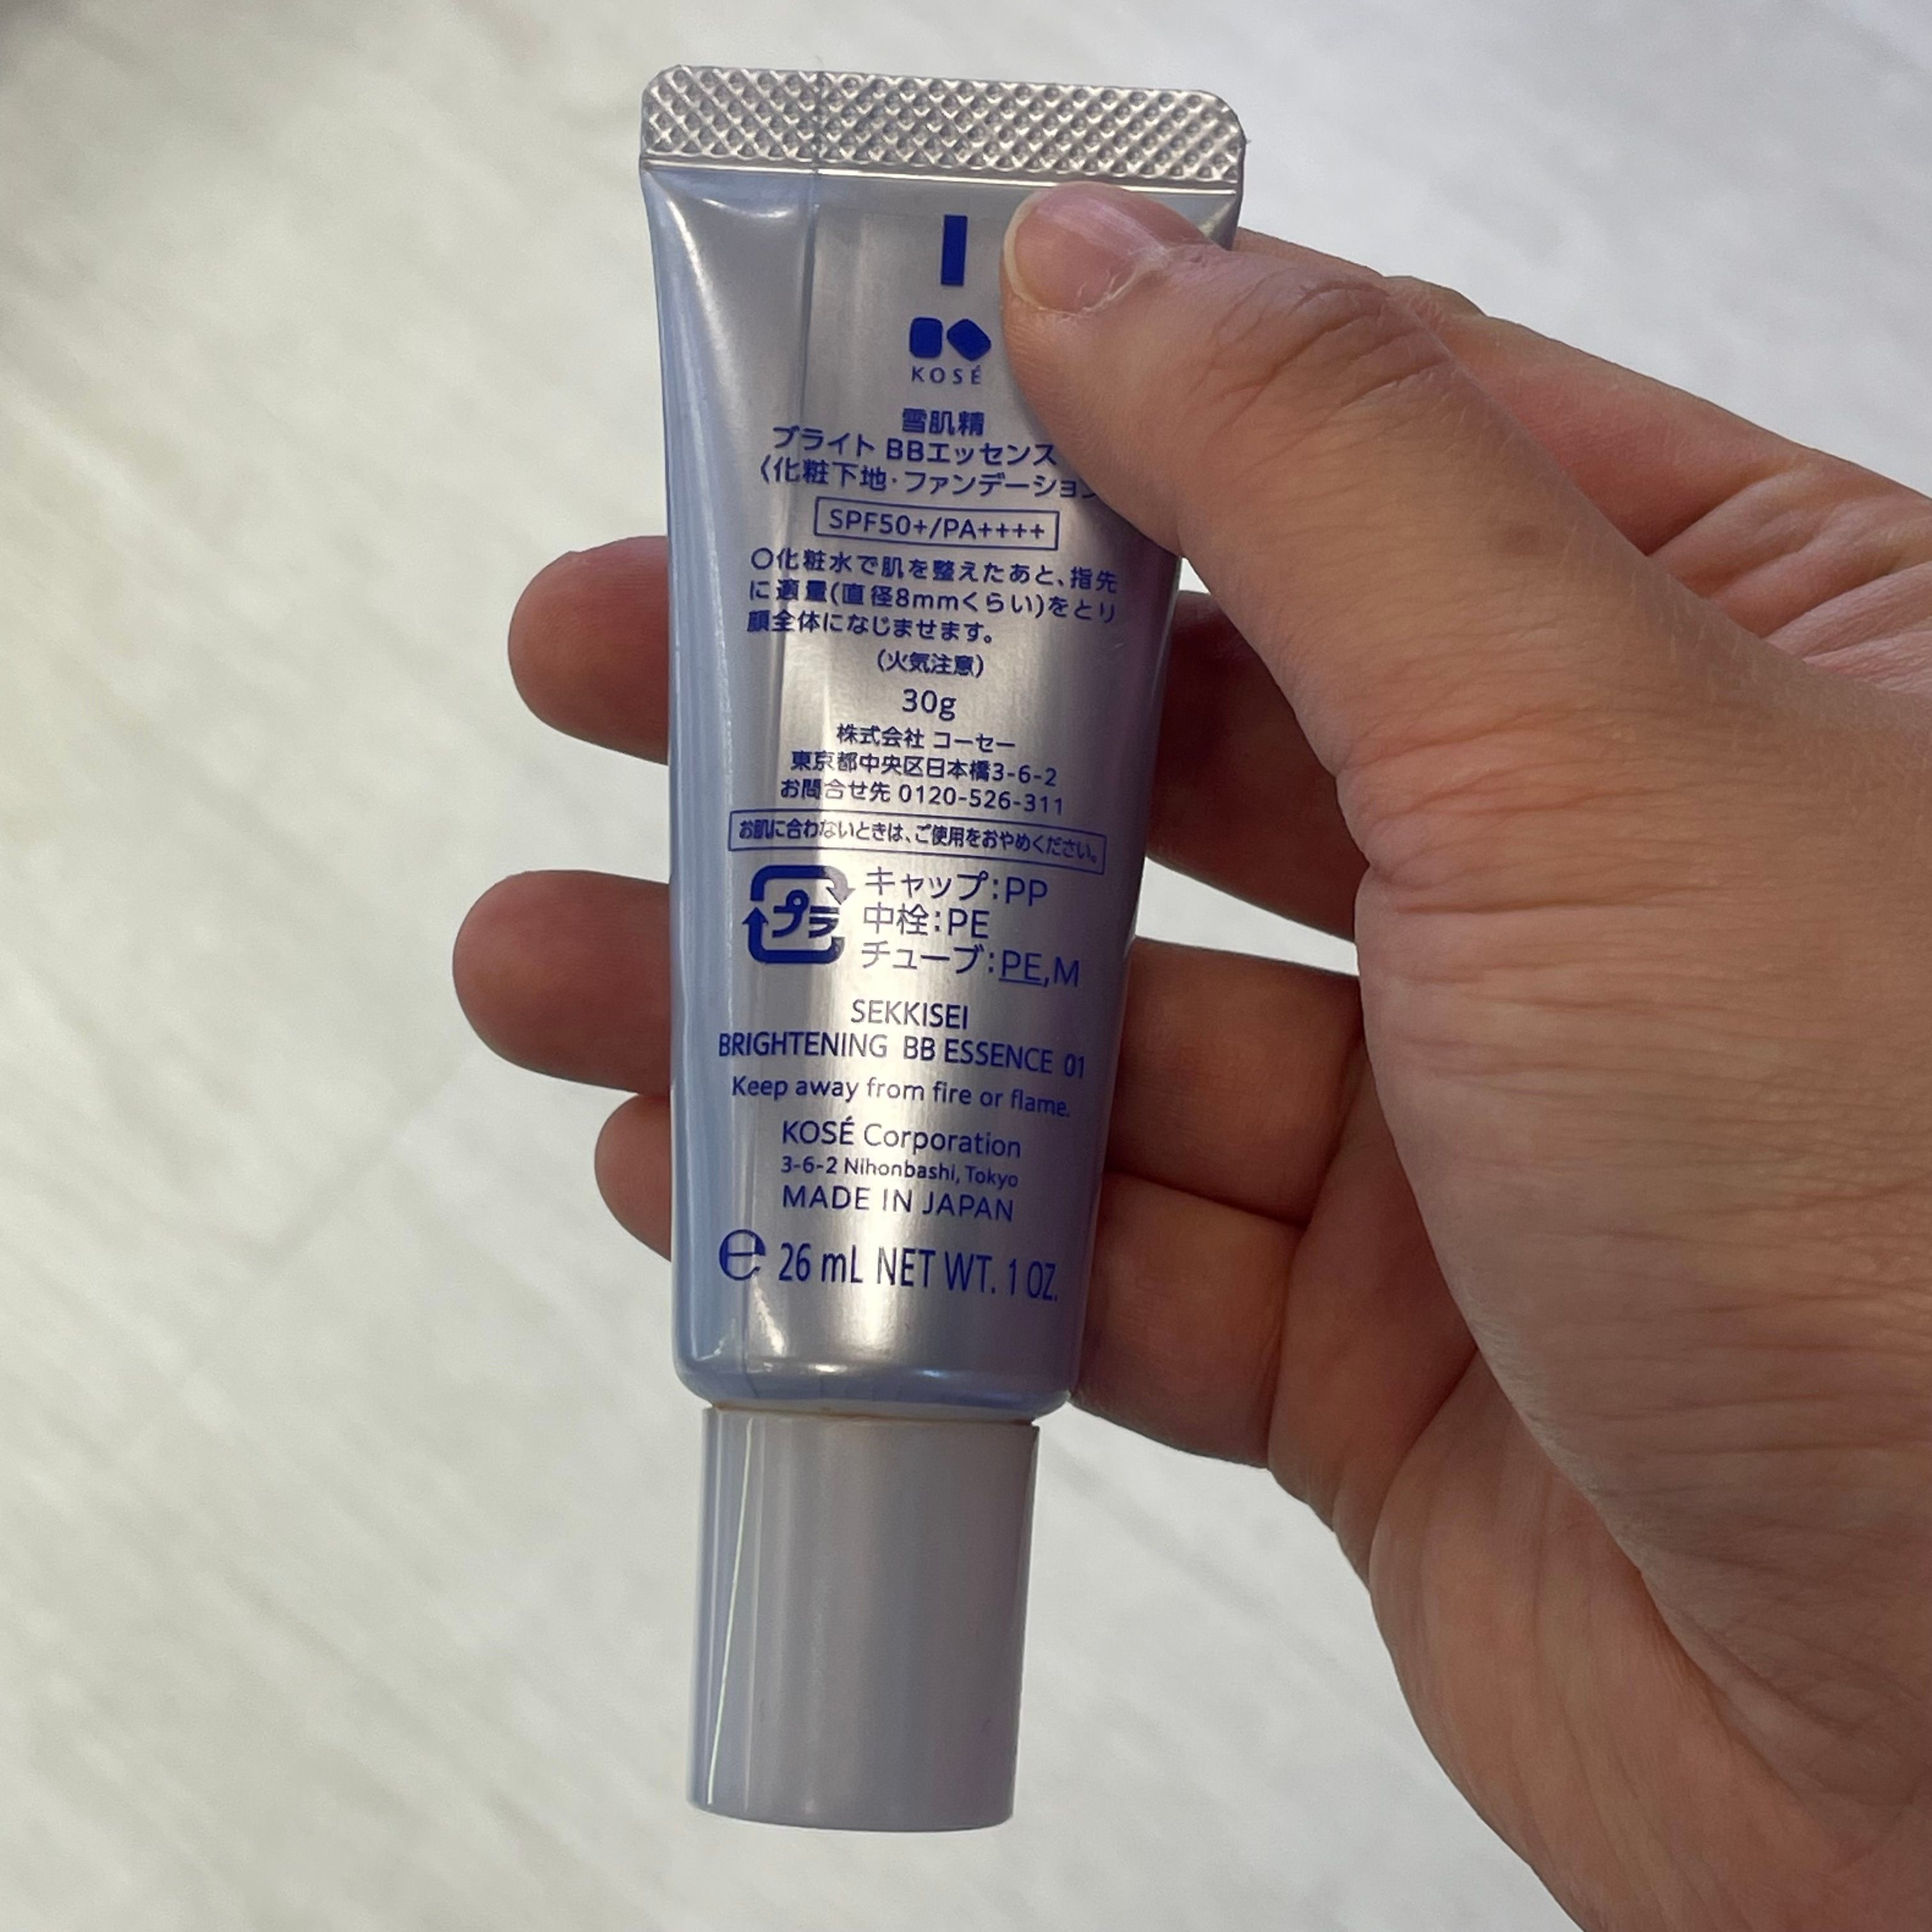 KOSÉ
雪肌精
ブライト BBエッセンス
〈化粧下地・ファンデーション
SPF50+/PA++++
○化粧水で肌を整えたあと、指先
に適量(直径8mmくらい)をとり
顔全体になじませます。
(火気注意)
30g
株式会社 コーセー
東京都中央区日本橋3-6-2
お問合せ先 0120-526-311
お肌に合わないときは、ご使用をおやめください。
プラ
キャップ:PP
中栓:PE
チューブ:PE,M
SEKKISEI
BRIGHTENING BB ESSENCE 01
Keep away from fire or flame.
KOSÉ Corporation
3-6-2 Nihonbashi, Tokyo
MADE IN JAPAN
℮ 26 mL NET WT. 1 OZ.